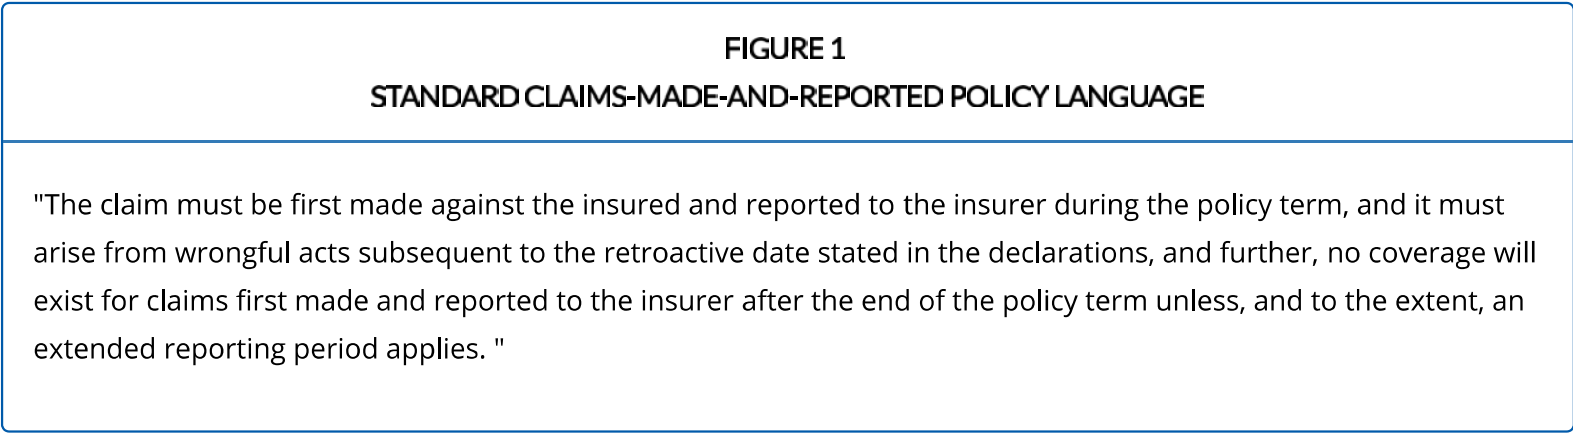 FIGURE 1
STANDARD CLAIMS-MADE-AND-REPORTED POLICY LANGUAGE
"The claim must be first made against the insured and reported to the insurer during the policy term, and it must
arise from wrongful acts subsequent to the retroactive date stated in the declarations, and further, no coverage will
exist for claims first made and reported to the insurer after the end of the policy term unless, and to the extent, an
extended reporting period applies. "